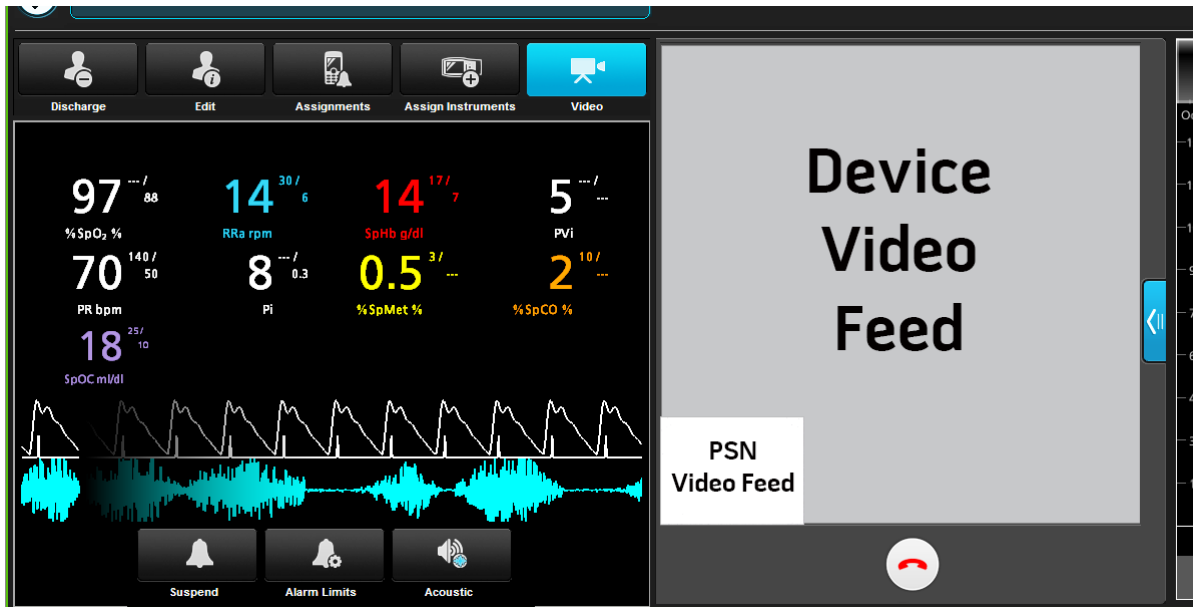 Discharge Edit Assignments Assign Instruments Video
97 ---/ 88
%SpO₂ %
14 30/ 6
RRa rpm
14 17/ 7
SpHb g/dl
5 ---/ ---
PVi
70 140/ 50
PR bpm
8 ---/ 0.3
Pi
0.5 3/ ---
%SpMet %
2 10/ ---
%SpCO %
18 25/ 10
SpOC ml/dl
Suspend Alarm Limits Acoustic
Device
Video
Feed
PSN
Video Feed